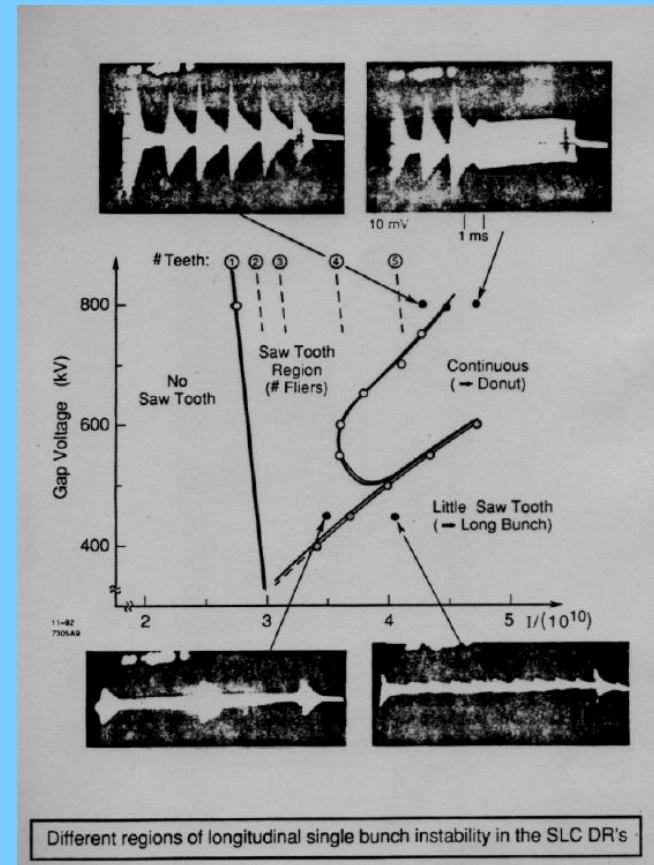 10 mV
1 ms
# Teeth: ① ② ③ ④ ⑤
800
600
400
Gap Voltage (kV)
No
Saw Tooth
Saw Tooth
Region
(# Fliers)
Continuous
(→ Donut)
Little Saw Tooth
(→ Long Bunch)
2 3 4 5 I/(10¹⁰)
11-92
7305A9
Different regions of longitudinal single bunch instability in the SLC DR's